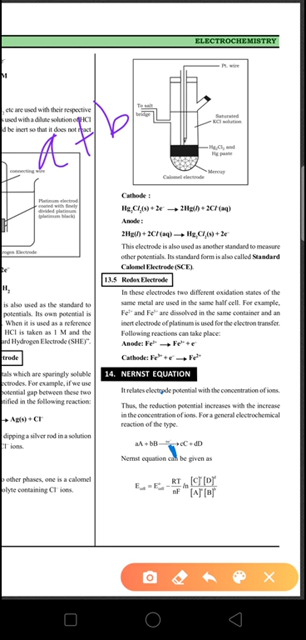 ELECTROCHEMISTRY
M
, etc are used with their respective
s used with a dilute solution of HCl
d be inert so that it does not react
a + b
connecting wire
Platinum electrod
coated with finely
divided platinum
(platinum black)
rogen Electrode
2e⁻
H₂
is also used as the standard to
potentials. Its own potential is
. When it is used as a reference
HCl is taken as 1 M and the
ard Hydrogen Electrode (SHE)".
trode
tals which are sparingly soluble
ectrodes. For example, if we use
potential gap between these two
ntified in the following reaction:
→ Ag(s) + Cl⁻
dipping a silver rod in a solution
Cl⁻ ions.
o other phases, one is a calomel
olyte containing Cl⁻ ions.
Pt. wire
To salt
bridge
Saturated
KCl solution
Hg₂Cl₂ and
Hg paste
Mercury
Calomel electrode
Cathode :
Hg₂Cl₂(s) + 2e⁻ → 2Hg(l) + 2Cl⁻(aq)
Anode :
2Hg(l) + 2Cl⁻(aq) → Hg₂Cl₂(s) + 2e⁻
This electrode is also used as another standard to measure
other potentials. Its standard form is also called Standard
Calomel Electrode (SCE).
13.5 Redox Electrode
In these electrodes two different oxidation states of the
same metal are used in the same half cell. For example,
Fe²⁺ and Fe³⁺ are dissolved in the same container and an
inert electrode of platinum is used for the electron transfer.
Following reactions can take place:
Anode: Fe²⁺ → Fe³⁺ + e⁻
Cathode: Fe³⁺ + e⁻ → Fe²⁺
14. NERNST EQUATION
It relates electrode potential with the concentration of ions.
Thus, the reduction potential increases with the increase
in the concentration of ions. For a general electrochemical
reaction of the type.
aA + bB → cC + dD
Nernst equation can be given as
E cell = E° cell − RT/nF ln [C]ᶜ [D]ᵈ / [A]ᵃ [B]ᵇ